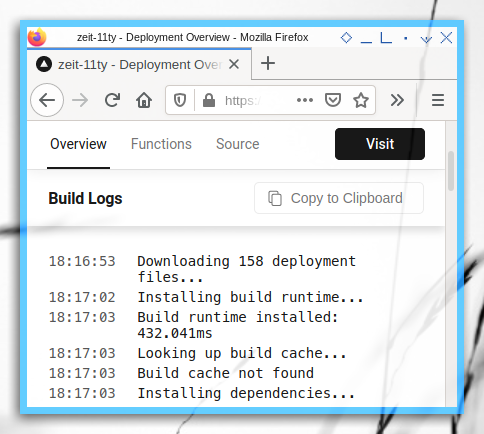 zeit-11ty - Deployment Overview - Mozilla Firefox
zeit-11ty - Deployment Over
https:
Overview Functions Source Visit
Build Logs Copy to Clipboard
18:16:53 Downloading 158 deployment
files...
18:17:02 Installing build runtime...
18:17:03 Build runtime installed:
432.041ms
18:17:03 Looking up build cache...
18:17:03 Build cache not found
18:17:03 Installing dependencies...